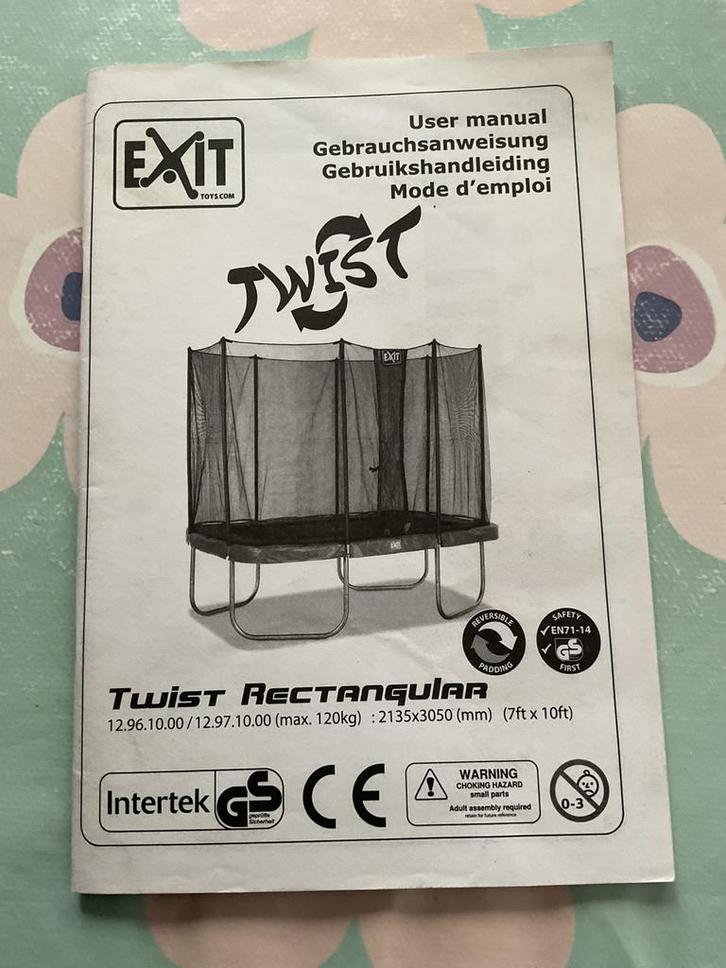 EXIT
TOYS.COM
User manual
Gebrauchsanweisung
Gebruikshandleiding
Mode d'emploi
TWIST
EXIT
EXIT
REVERSIBLE
PADDING
SAFETY
✓EN71-14
✓GS
FIRST
Twist Rectangular
12.96.10.00 / 12.97.10.00 (max. 120kg) : 2135x3050 (mm) (7ft x 10ft)
Intertek
GS
geprüfte
Sicherheit
CE
WARNING
CHOKING HAZARD
small parts
Adult assembly required
retain for future reference
0-3